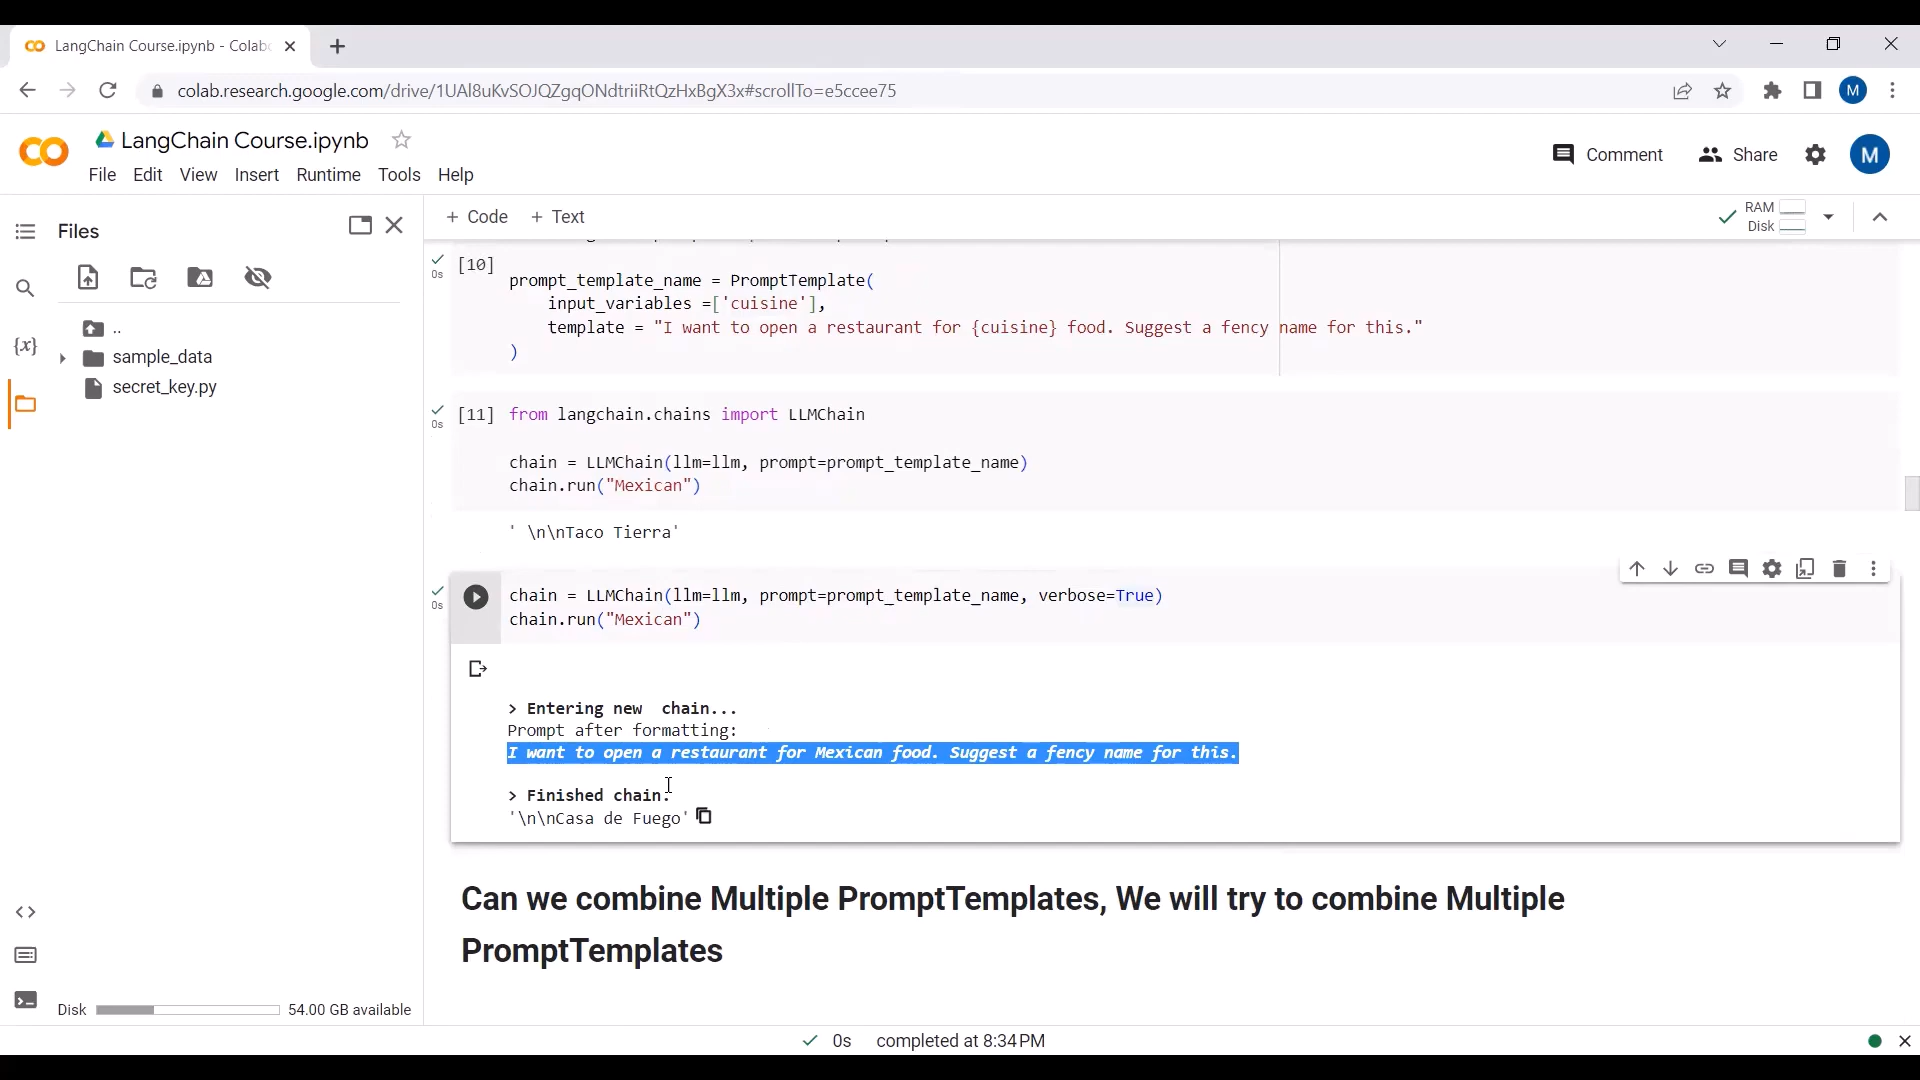 LangChain Course.ipynb - Colab
colab.research.google.com/drive/1UAl8uKvSOJQZgqONdtriiRtQzHxBgX3x#scrollTo=e5ccee75
M
LangChain Course.ipynb
File Edit View Insert Runtime Tools Help
Comment
Share
M
Files
+ Code + Text
RAM
Disk
..
sample_data
secret_key.py
{x}
0s
[10]
prompt_template_name = PromptTemplate(
input_variables =['cuisine'],
template = "I want to open a restaurant for {cuisine} food. Suggest a fency name for this."
)
0s
[11] from langchain.chains import LLMChain
chain = LLMChain(llm=llm, prompt=prompt_template_name)
chain.run("Mexican")
' \n\nTaco Tierra'
0s
chain = LLMChain(llm=llm, prompt=prompt_template_name, verbose=True)
chain.run("Mexican")
> Entering new  chain...
Prompt after formatting:
I want to open a restaurant for Mexican food. Suggest a fency name for this.
> Finished chain.
'\n\nCasa de Fuego'
Can we combine Multiple PromptTemplates, We will try to combine Multiple
PromptTemplates
Disk 54.00 GB available
0s completed at 8:34 PM